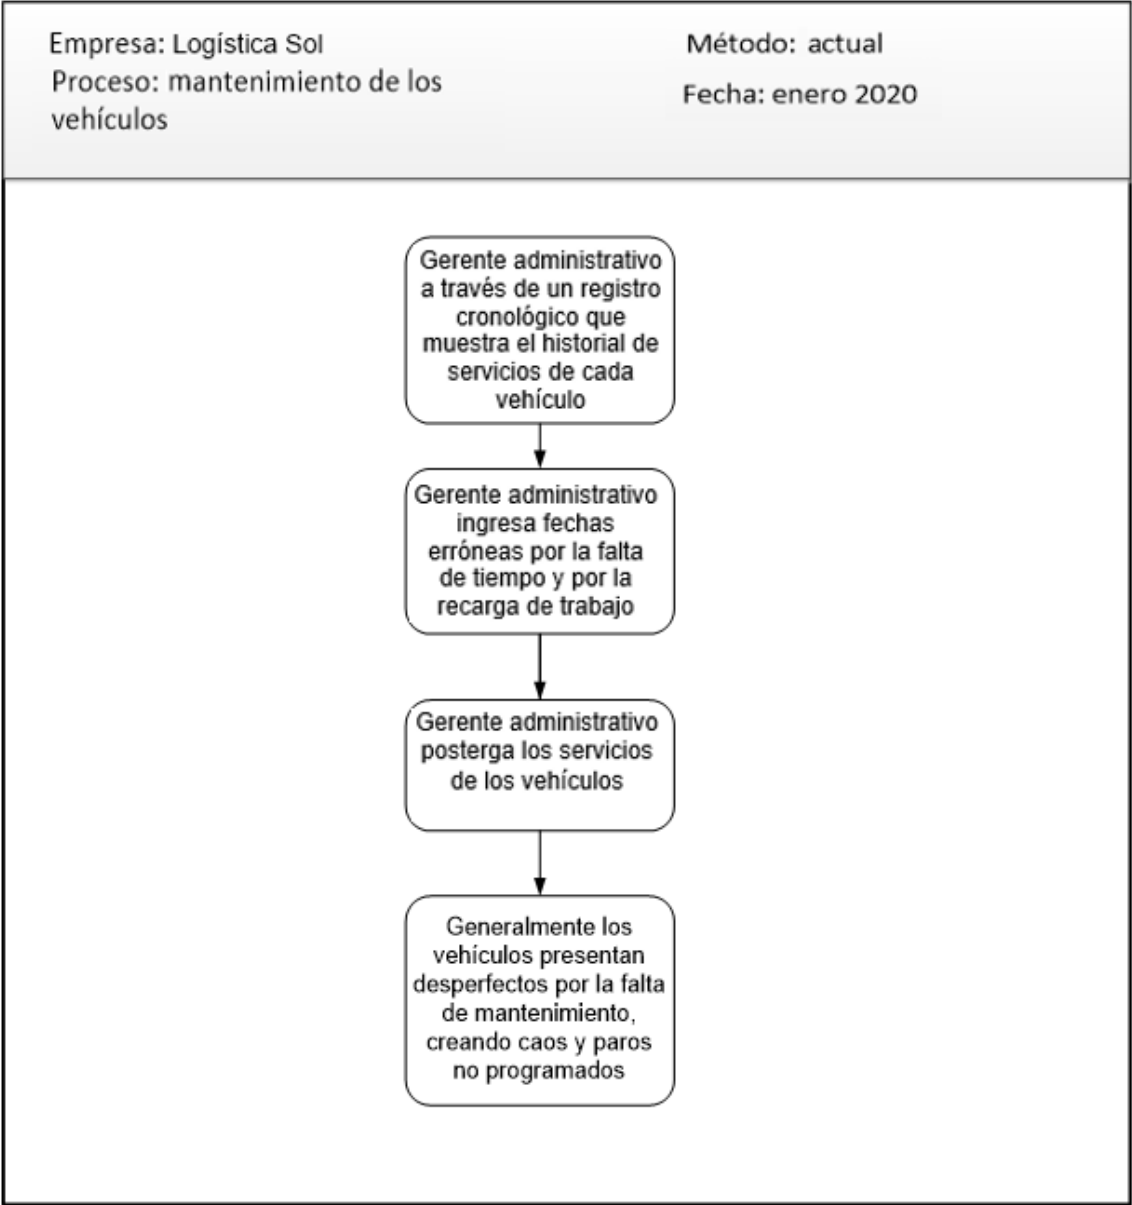 Empresa: Logística Sol
Proceso: mantenimiento de los
vehículos
Método: actual
Fecha: enero 2020
Gerente administrativo
a través de un registro
cronológico que
muestra el historial de
servicios de cada
vehículo
Gerente administrativo
ingresa fechas
erróneas por la falta
de tiempo y por la
recarga de trabajo
Gerente administrativo
posterga los servicios
de los vehículos
Generalmente los
vehículos presentan
desperfectos por la falta
de mantenimiento,
creando caos y paros
no programados